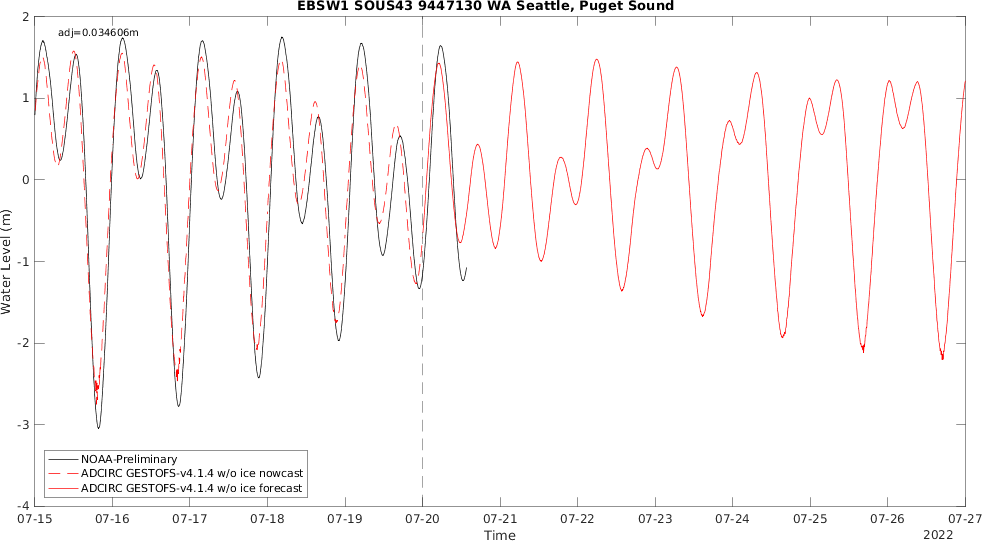 EBSW1 SOUS43 9447130 WA Seattle, Puget Sound
adj=0.034606m
2
1
0
-1
-2
-3
-4
Water Level (m)
NOAA-Preliminary
ADCIRC GESTOFS-v4.1.4 w/o ice nowcast
ADCIRC GESTOFS-v4.1.4 w/o ice forecast
07-15 07-16 07-17 07-18 07-19 07-20 07-21 07-22 07-23 07-24 07-25 07-26 07-27
Time
2022